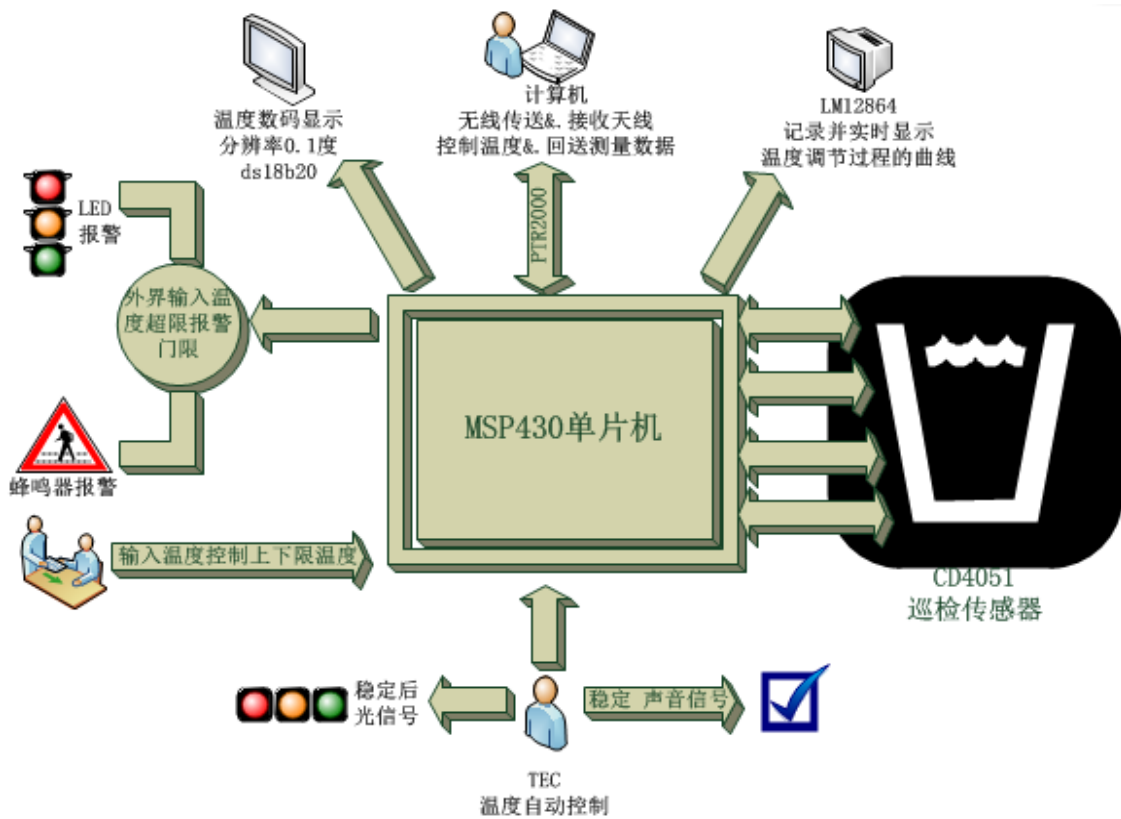 温度数码显示
分辨率0.1度
ds18b20
计算机
无线传送&.接收天线
控制温度&.回送测量数据
LM12864
记录并实时显示
温度调节过程的曲线
LED
报警
PTR2000
外界输入温
度超限报警
门限
MSP430单片机
蜂鸣器报警
输入温度控制上下限温度
CD4051
巡检传感器
稳定后
光信号
稳定 声音信号
TEC
温度自动控制